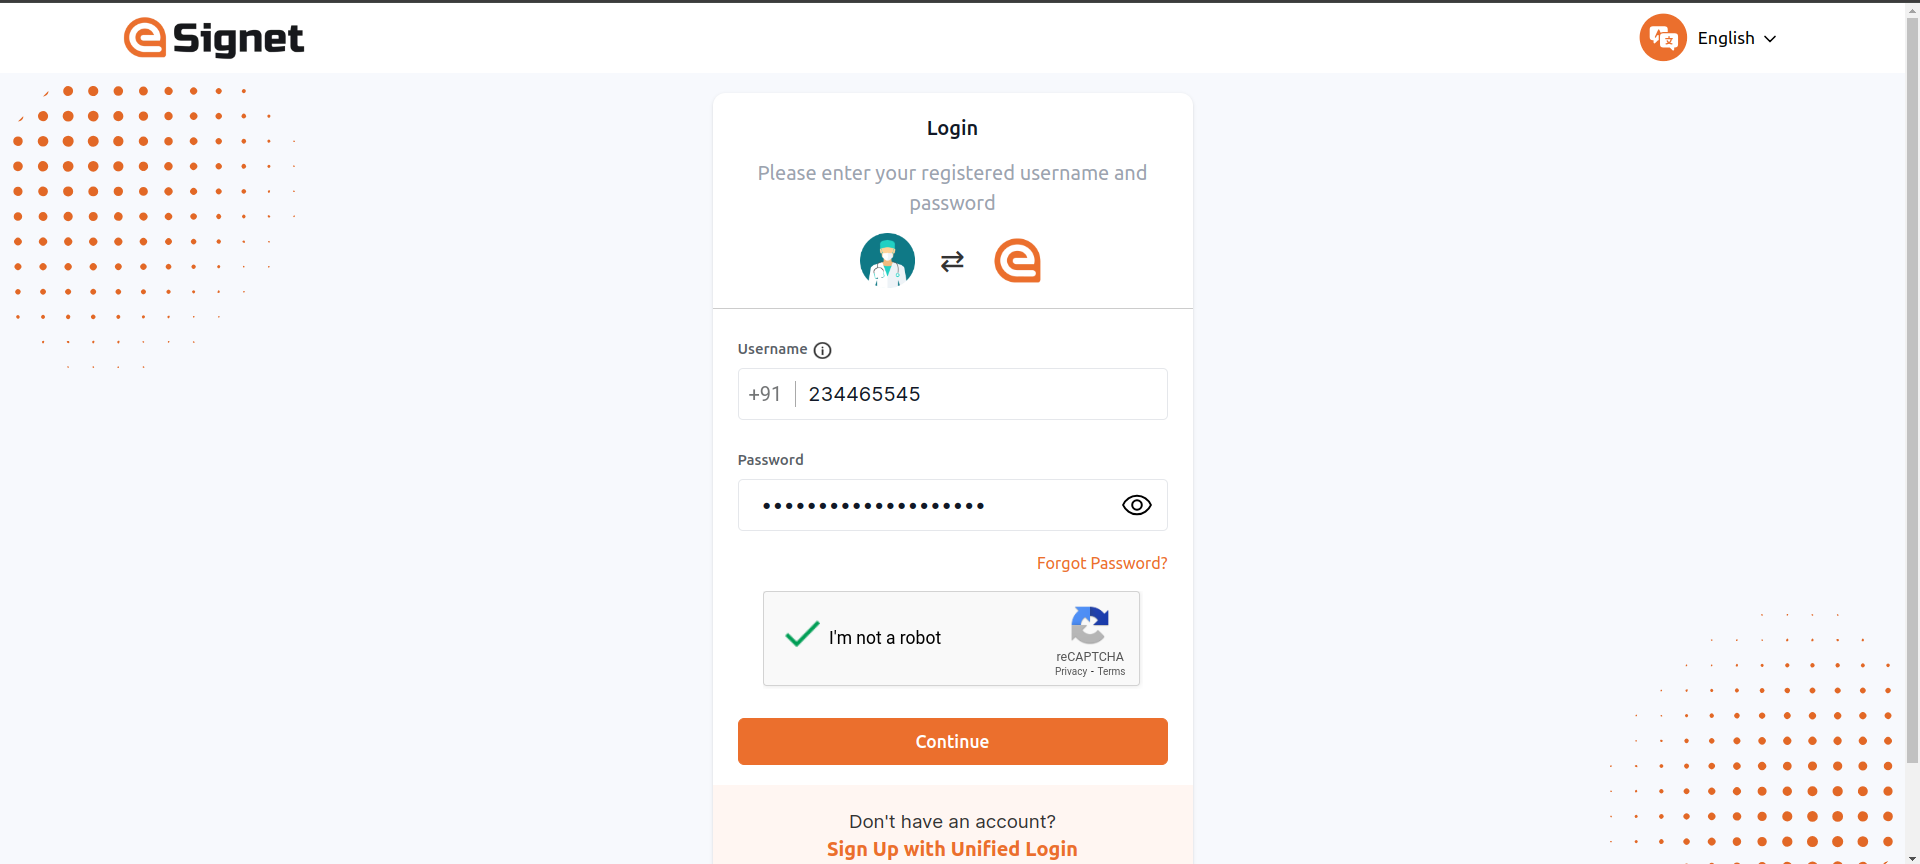 Signet
English
Login
Please enter your registered username and
password
Username
+91 234465545
Password
Forgot Password?
I'm not a robot
reCAPTCHA
Privacy - Terms
Continue
Don't have an account?
Sign Up with Unified Login